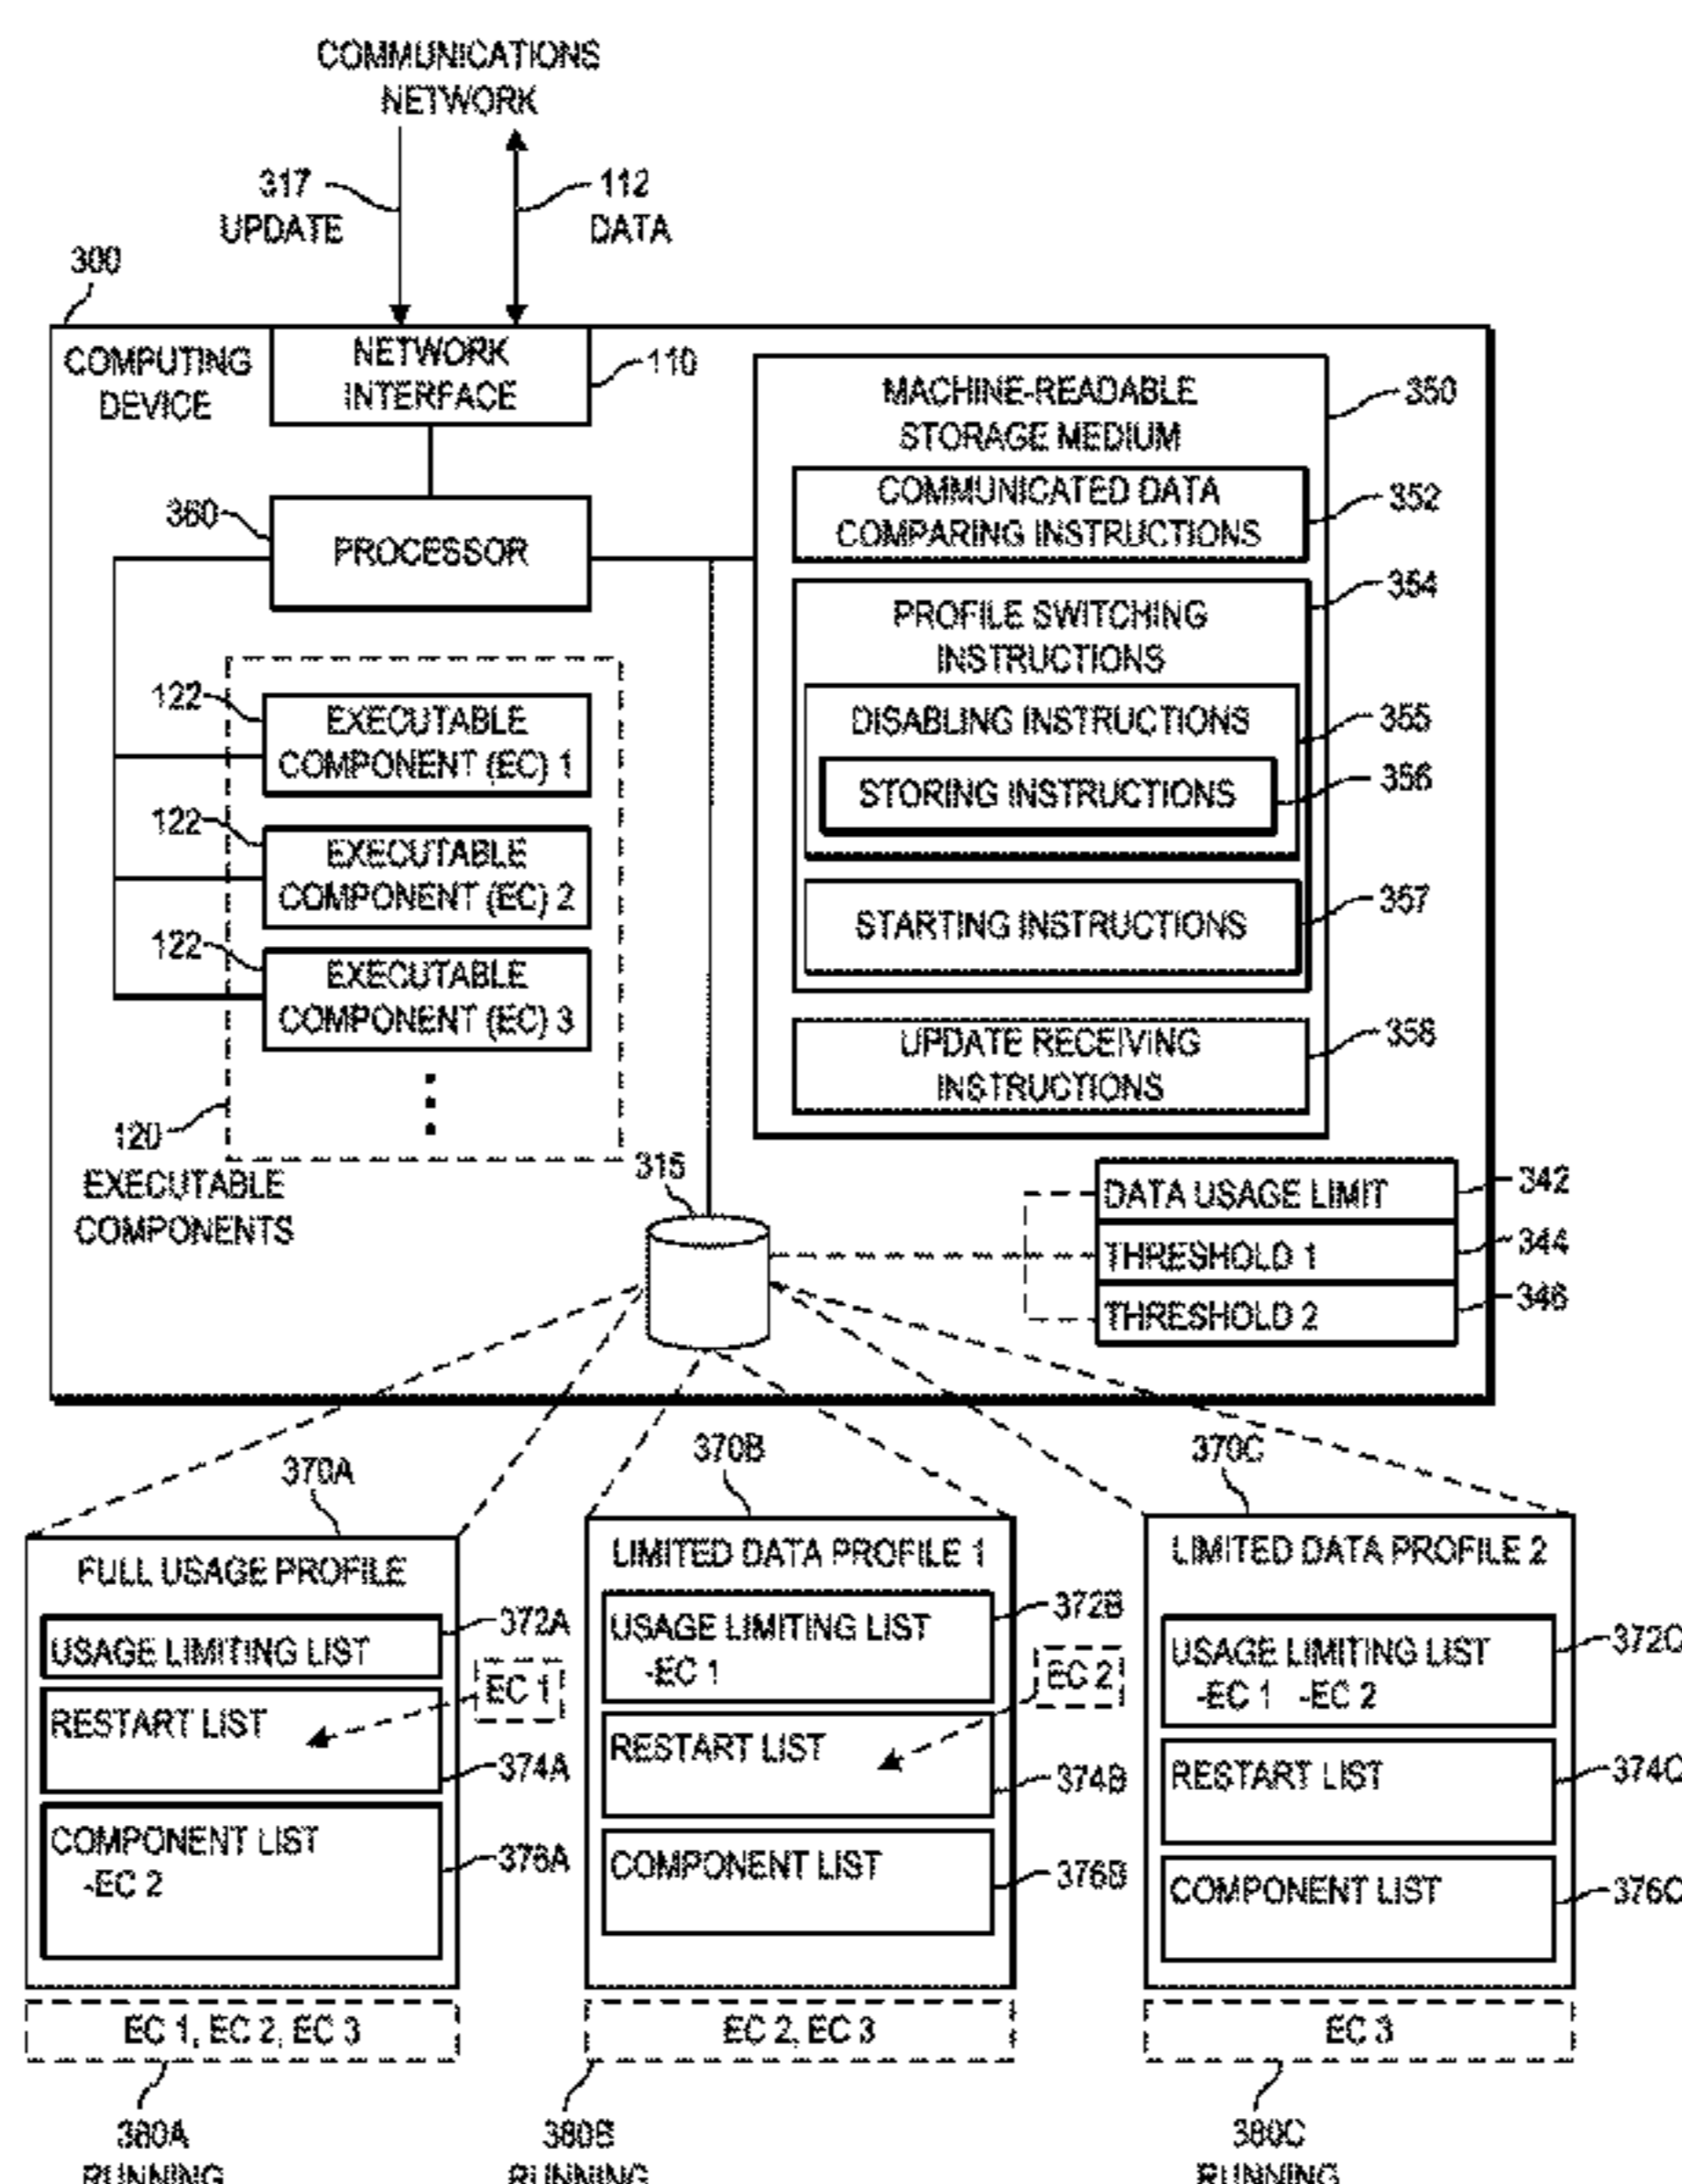 COMMUNICATIONS
NETWORK
317
UPDATE
112
DATA
300
COMPUTING
DEVICE
NETWORK
INTERFACE
110
360
PROCESSOR
MACHINE-READABLE
STORAGE MEDIUM
350
COMMUNICATED DATA
COMPARING INSTRUCTIONS
352
PROFILE SWITCHING
INSTRUCTIONS
354
DISABLING INSTRUCTIONS
355
STORING INSTRUCTIONS
356
STARTING INSTRUCTIONS
357
UPDATE RECEIVING
INSTRUCTIONS
358
122
EXECUTABLE
COMPONENT (EC) 1
122
EXECUTABLE
COMPONENT (EC) 2
122
EXECUTABLE
COMPONENT (EC) 3
120
EXECUTABLE
COMPONENTS
315
DATA USAGE LIMIT
342
THRESHOLD 1
344
THRESHOLD 2
346
370A
FULL USAGE PROFILE
USAGE LIMITING LIST
372A
EC 1
RESTART LIST
374A
COMPONENT LIST
-EC 2
376A
EC 1, EC 2, EC 3
380A
RUNNING
370B
LIMITED DATA PROFILE 1
USAGE LIMITING LIST
-EC 1
372B
EC 2
RESTART LIST
374B
COMPONENT LIST
376B
EC 2, EC 3
380B
RUNNING
370C
LIMITED DATA PROFILE 2
USAGE LIMITING LIST
-EC 1 -EC 2
372C
RESTART LIST
374C
COMPONENT LIST
376C
EC 3
380C
RUNNING